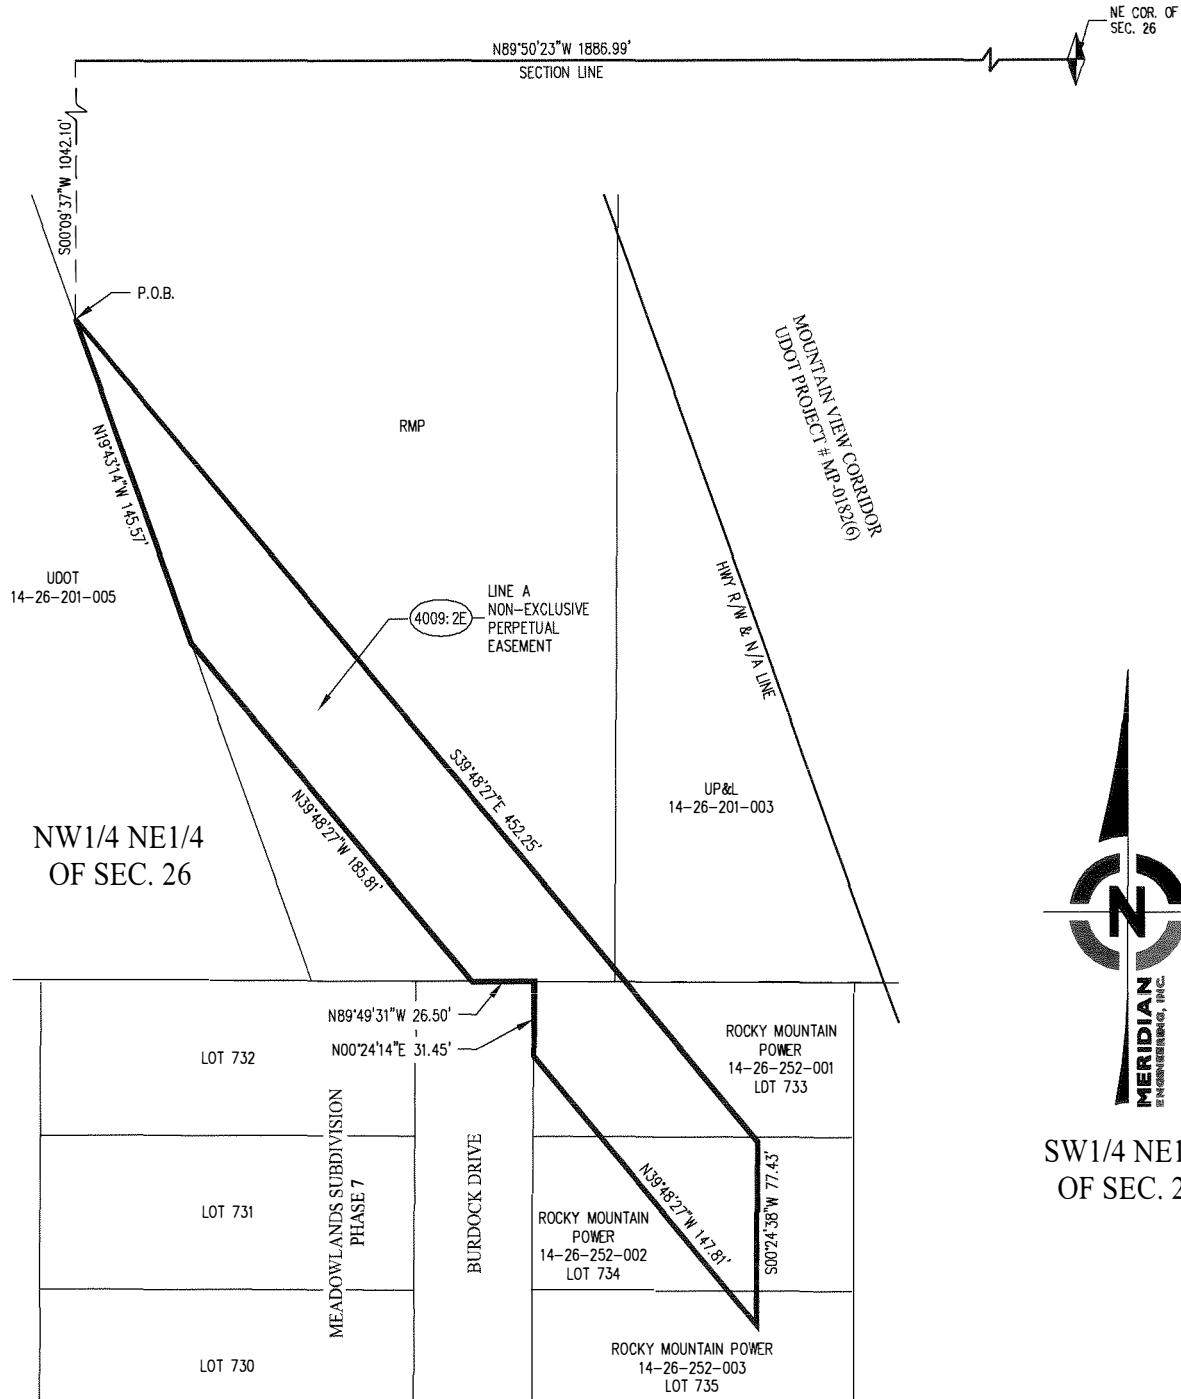 NE COR. OF
SEC. 26
N89°50'23"W 1886.99'
SECTION LINE
S00°09'37"W 1042.10'
P.O.B.
MOUNTAIN VIEW CORRIDOR
UDOT PROJECT # MP-0182(6)
RMP
N19°43'14"W 145.57'
UDOT
14-26-201-005
4009: 2E
LINE A
NON-EXCLUSIVE
PERPETUAL
EASEMENT
HWY R/W & N/A LINE
S39°48'27"E 452.25'
UP&L
14-26-201-003
N39°48'27"W 185.81'
NW1/4 NE1/4
OF SEC. 26
N
MERIDIAN
ENGINEERING, INC.
N89°49'31"W 26.50'
N00°24'14"E 31.45'
LOT 732
ROCKY MOUNTAIN
POWER
14-26-252-001
LOT 733
MEADOWLANDS SUBDIVISION
PHASE 7
BURDOCK DRIVE
N39°48'27"W 147.81'
S00°24'38"W 77.43'
SW1/4 NE1
OF SEC. 2
LOT 731
ROCKY MOUNTAIN
POWER
14-26-252-002
LOT 734
LOT 730
ROCKY MOUNTAIN POWER
14-26-252-003
LOT 735